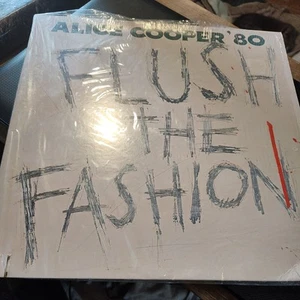 ALICE COOPER '80
FLUSH
THE
FASHION